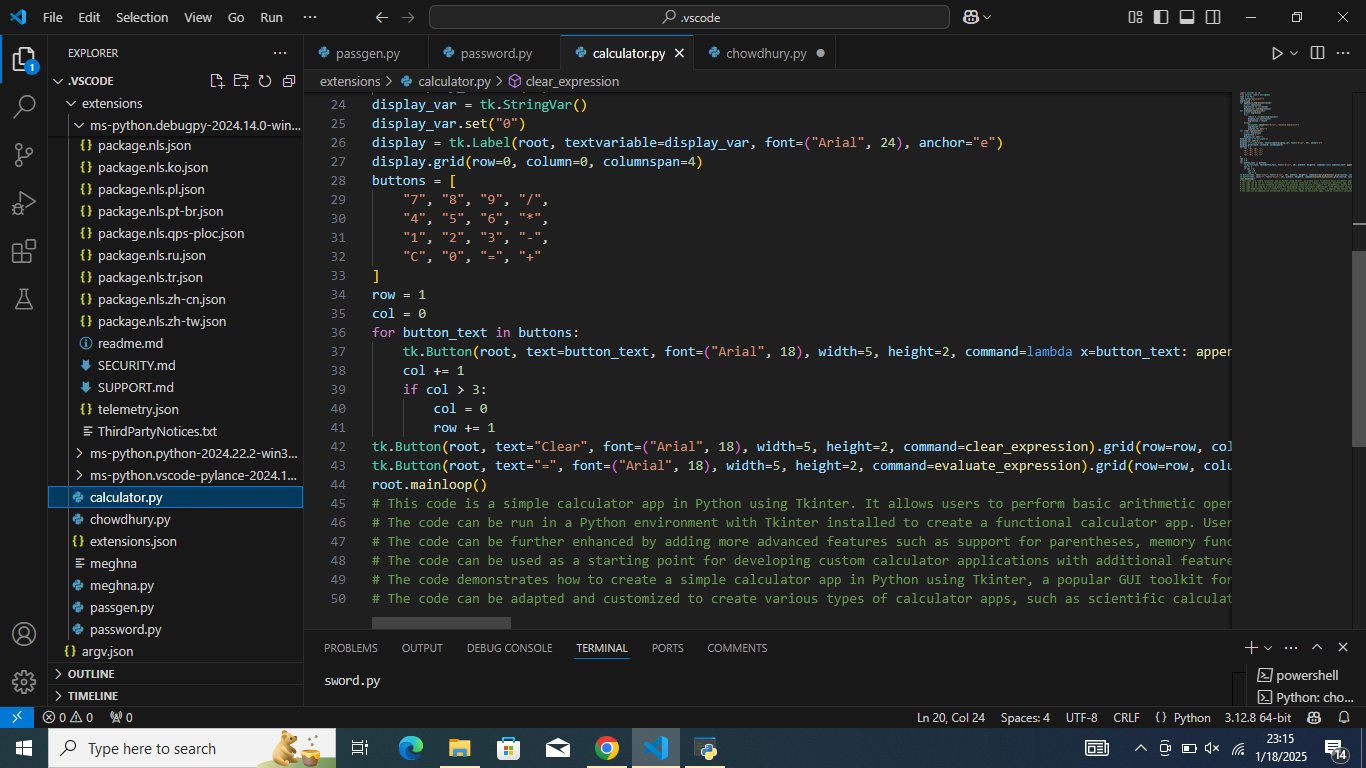 File Edit Selection View Go Run ··· .vscode
EXPLORER ···
.VSCODE
extensions
ms-python.debugpy-2024.14.0-win...
{} package.nls.json
{} package.nls.ko.json
{} package.nls.pl.json
{} package.nls.pt-br.json
{} package.nls.qps-ploc.json
{} package.nls.ru.json
{} package.nls.tr.json
{} package.nls.zh-cn.json
{} package.nls.zh-tw.json
readme.md
SECURITY.md
SUPPORT.md
{} telemetry.json
ThirdPartyNotices.txt
ms-python.python-2024.22.2-win3...
ms-python.vscode-pylance-2024.1...
calculator.py
chowdhury.py
{} extensions.json
meghna
meghna.py
passgen.py
password.py
{} argv.json
OUTLINE
TIMELINE
1
passgen.py password.py calculator.py chowdhury.py
extensions > calculator.py > clear_expression
24 display_var = tk.StringVar()
25 display_var.set("0")
26 display = tk.Label(root, textvariable=display_var, font=("Arial", 24), anchor="e")
27 display.grid(row=0, column=0, columnspan=4)
28 buttons = [
29 "7", "8", "9", "/",
30 "4", "5", "6", "*",
31 "1", "2", "3", "-",
32 "C", "0", "=", "+"
33 ]
34 row = 1
35 col = 0
36 for button_text in buttons:
37 tk.Button(root, text=button_text, font=("Arial", 18), width=5, height=2, command=lambda x=button_text: apper
38 col += 1
39 if col > 3:
40 col = 0
41 row += 1
42 tk.Button(root, text="Clear", font=("Arial", 18), width=5, height=2, command=clear_expression).grid(row=row, col
43 tk.Button(root, text="=", font=("Arial", 18), width=5, height=2, command=evaluate_expression).grid(row=row, colu
44 root.mainloop()
45 # This code is a simple calculator app in Python using Tkinter. It allows users to perform basic arithmetic oper
46 # The code can be run in a Python environment with Tkinter installed to create a functional calculator app. User
47 # The code can be further enhanced by adding more advanced features such as support for parentheses, memory func
48 # The code can be used as a starting point for developing custom calculator applications with additional feature
49 # The code demonstrates how to create a simple calculator app in Python using Tkinter, a popular GUI toolkit for
50 # The code can be adapted and customized to create various types of calculator apps, such as scientific calculat
PROBLEMS OUTPUT DEBUG CONSOLE TERMINAL PORTS COMMENTS
sword.py
powershell
Python: cho...
0 0 0 Ln 20, Col 24 Spaces: 4 UTF-8 CRLF {} Python 3.12.8 64-bit
Type here to search
23:15
1/18/2025
14